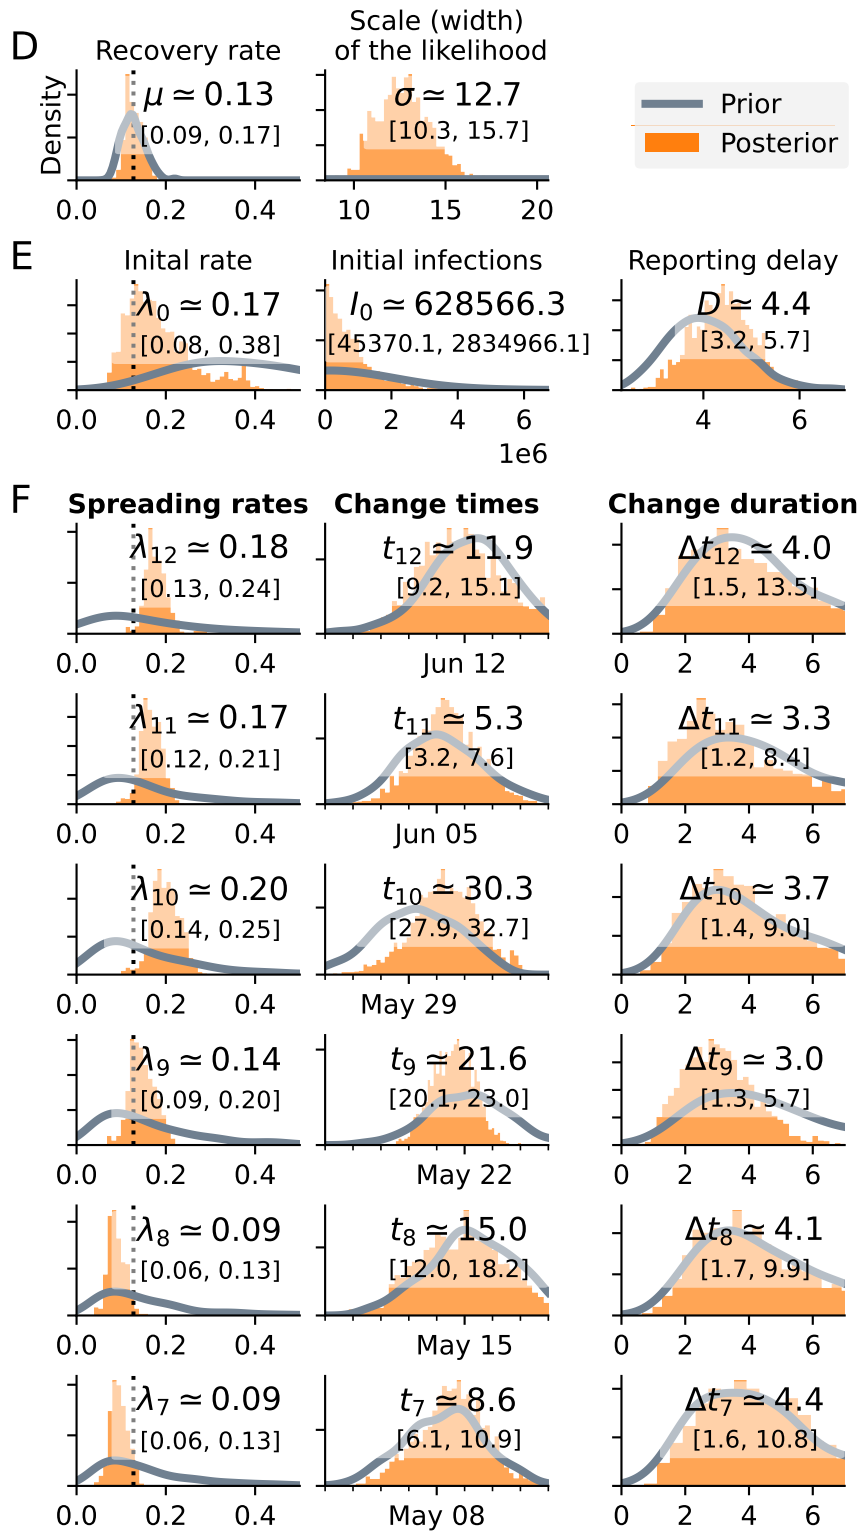 D
Recovery rate
Scale (width)
of the likelihood
Density
μ ≃ 0.13
[0.09, 0.17]
σ ≃ 12.7
[10.3, 15.7]
Prior
Posterior
0.0 0.2 0.4
10 15 20
E
Inital rate
Initial infections
Reporting delay
λ0 ≃ 0.17
[0.08, 0.38]
I0 ≃ 628566.3
[45370.1, 2834966.1]
D ≃ 4.4
[3.2, 5.7]
0.0 0.2 0.4
0 2 4 6
1e6
4 6
F
Spreading rates
Change times
Change duration
λ12 ≃ 0.18
[0.13, 0.24]
t12 ≃ 11.9
[9.2, 15.1]
Δt12 ≃ 4.0
[1.5, 13.5]
0.0 0.2 0.4
Jun 12
0 2 4 6
λ11 ≃ 0.17
[0.12, 0.21]
t11 ≃ 5.3
[3.2, 7.6]
Δt11 ≃ 3.3
[1.2, 8.4]
0.0 0.2 0.4
Jun 05
0 2 4 6
λ10 ≃ 0.20
[0.14, 0.25]
t10 ≃ 30.3
[27.9, 32.7]
Δt10 ≃ 3.7
[1.4, 9.0]
0.0 0.2 0.4
May 29
0 2 4 6
λ9 ≃ 0.14
[0.09, 0.20]
t9 ≃ 21.6
[20.1, 23.0]
Δt9 ≃ 3.0
[1.3, 5.7]
0.0 0.2 0.4
May 22
0 2 4 6
λ8 ≃ 0.09
[0.06, 0.13]
t8 ≃ 15.0
[12.0, 18.2]
Δt8 ≃ 4.1
[1.7, 9.9]
0.0 0.2 0.4
May 15
0 2 4 6
λ7 ≃ 0.09
[0.06, 0.13]
t7 ≃ 8.6
[6.1, 10.9]
Δt7 ≃ 4.4
[1.6, 10.8]
0.0 0.2 0.4
May 08
0 2 4 6